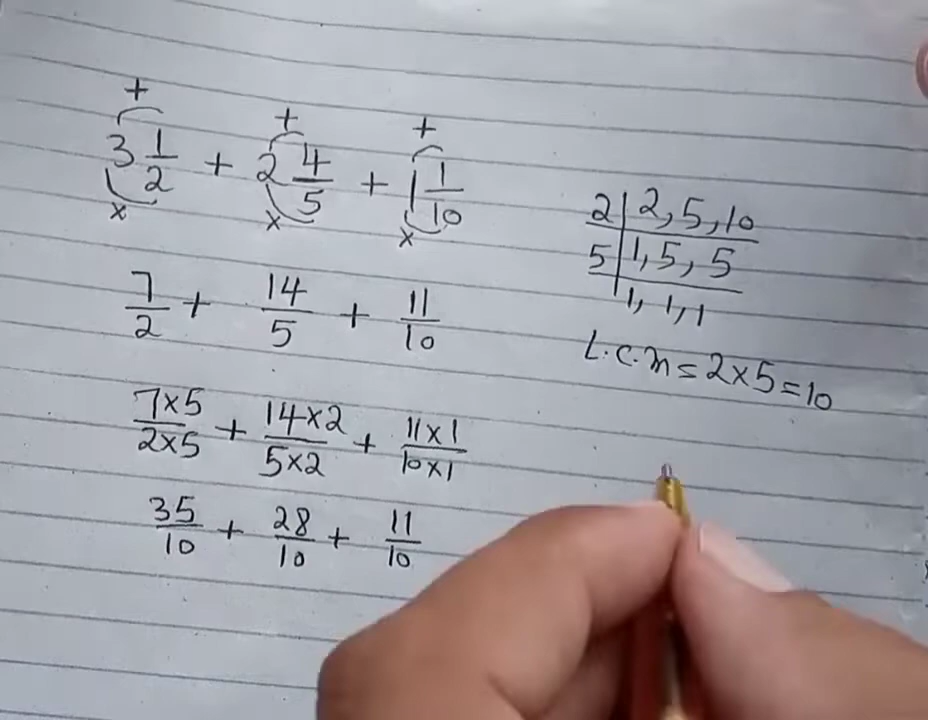 3 1/2 + 2 4/5 + 1 1/10
7/2 + 14/5 + 11/10
7×5/2×5 + 14×2/5×2 + 11×1/10×1
35/10 + 28/10 + 11/10
2 | 2, 5, 10
5 | 1, 5, 5
1, 1, 1
L.C.M = 2×5 = 10